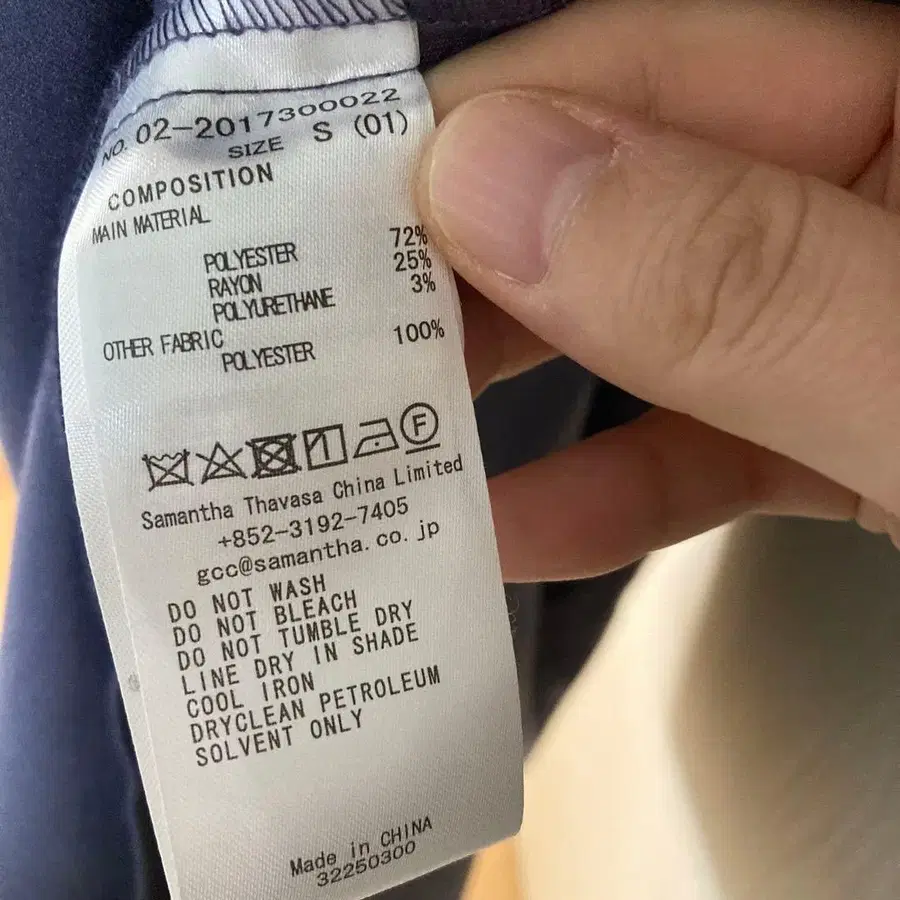 NO. 02-2017300022
SIZE S (01)
COMPOSITION
MAIN MATERIAL
POLYESTER 72%
RAYON 25%
POLYURETHANE 3%
OTHER FABRIC
POLYESTER 100%
F
Samantha Thavasa China Limited
+852-3192-7405
gcc@samantha.co.jp
DO NOT WASH
DO NOT BLEACH
DO NOT TUMBLE DRY
LINE DRY IN SHADE
COOL IRON
DRYCLEAN PETROLEUM
SOLVENT ONLY
Made in CHINA
32250300